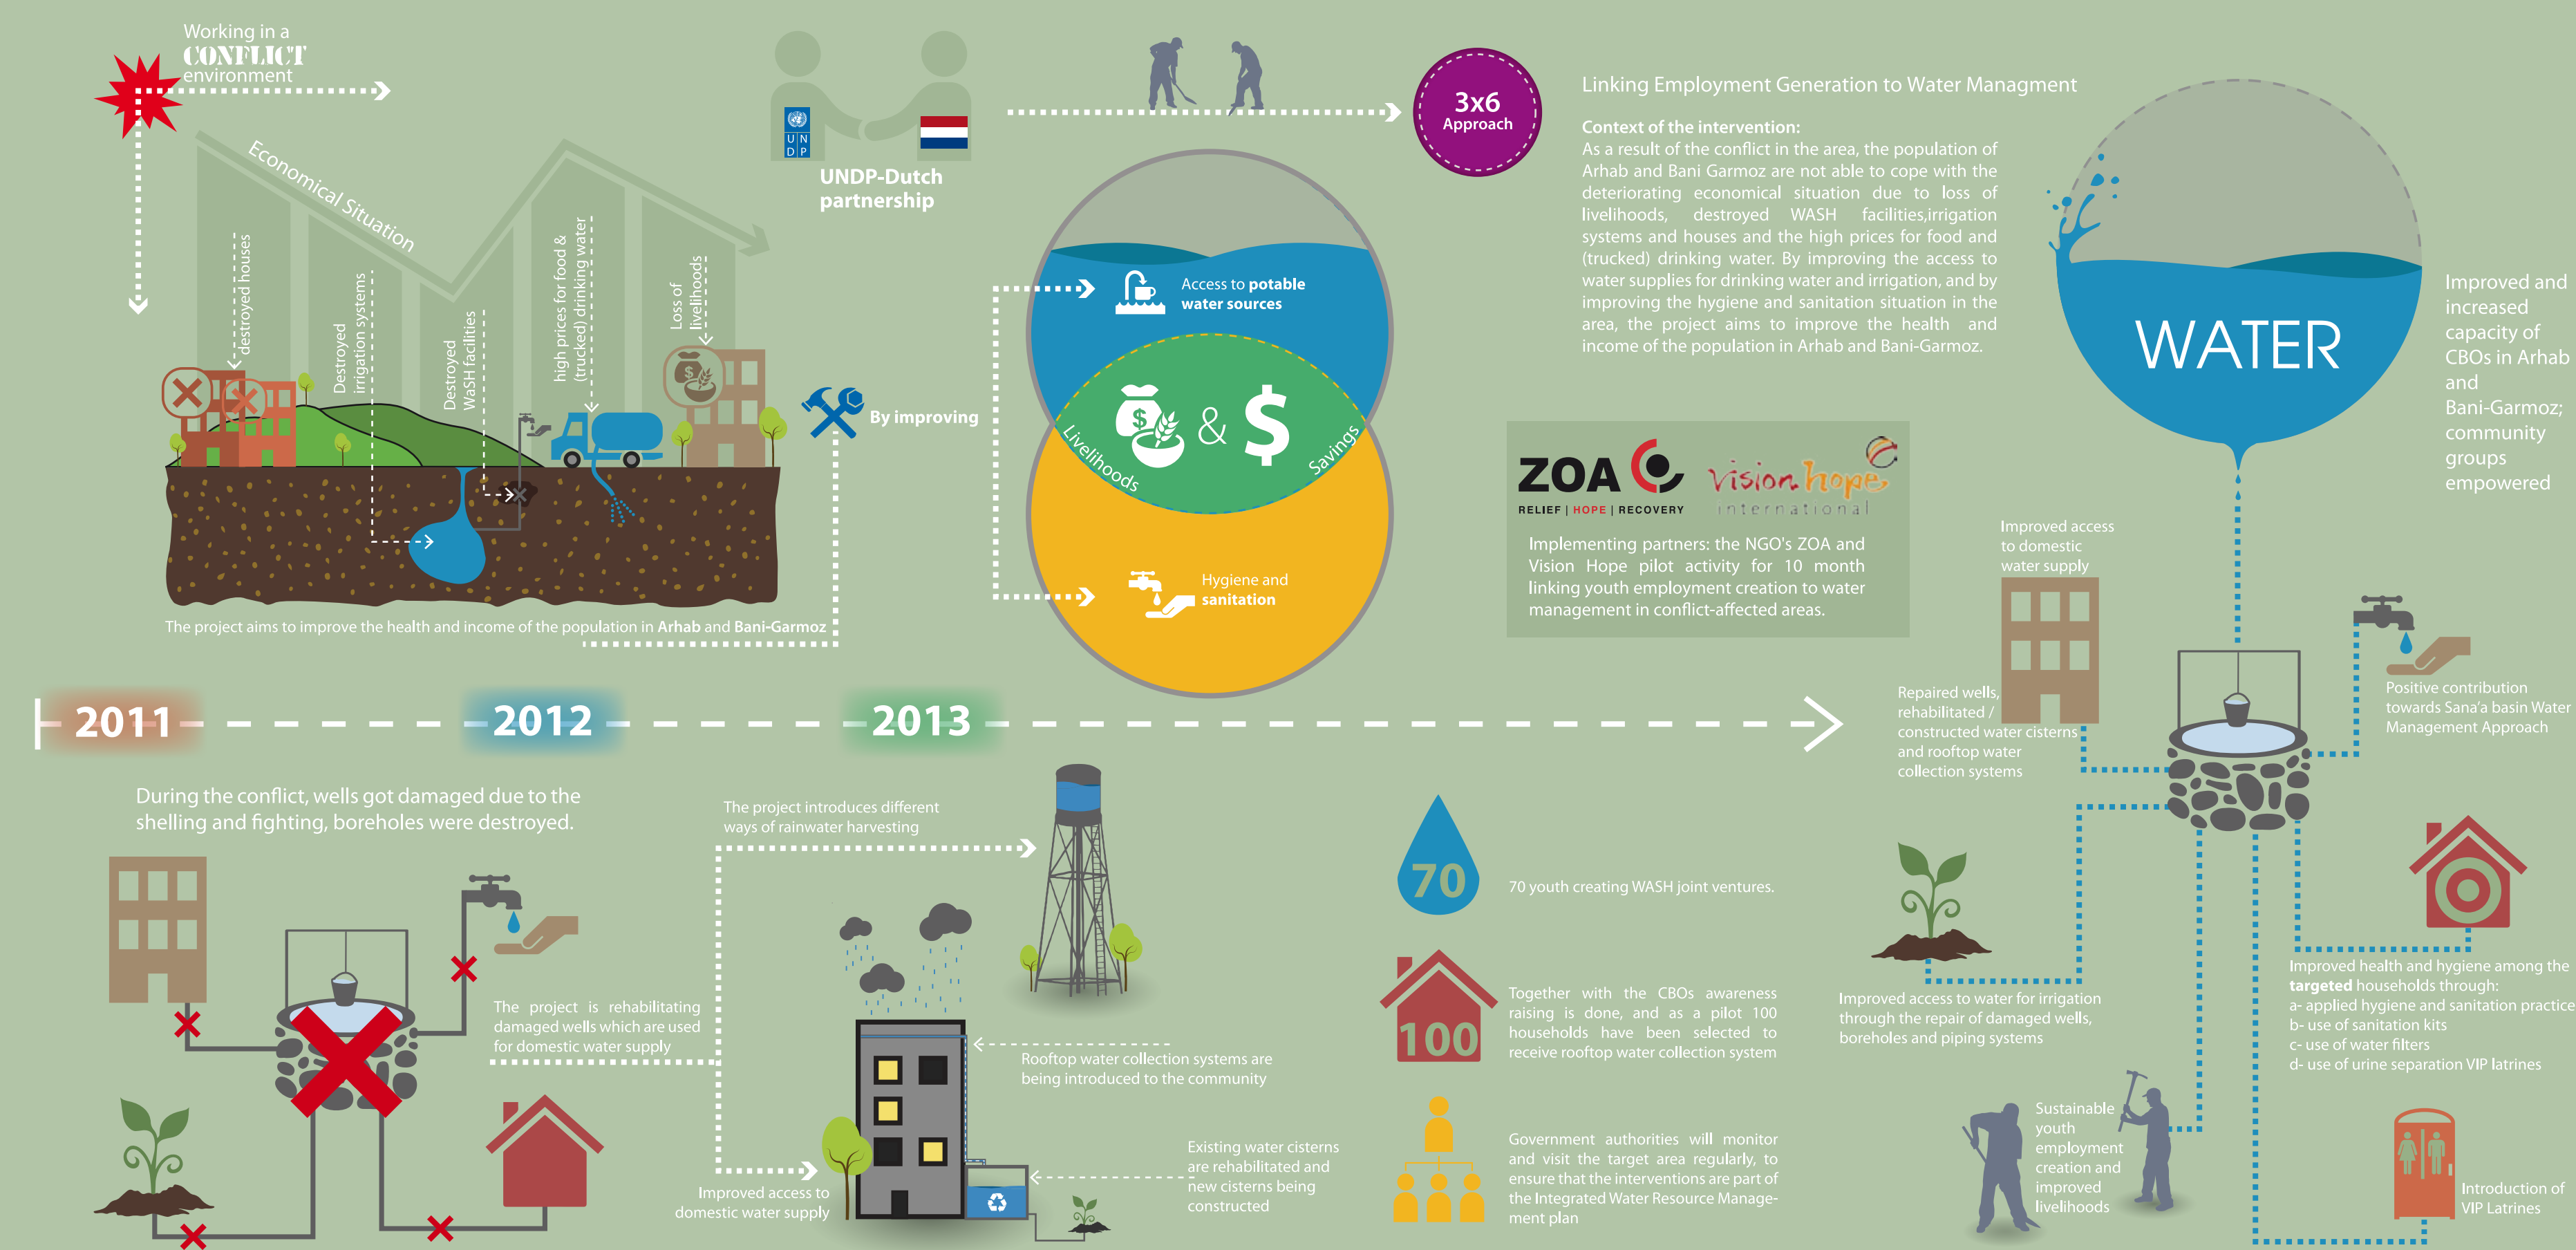 Working in a
CONFLICT
environment
Economical Situation
destroyed houses
Destroyed
irrigation systems
Destroyed
WaSH facilities
high prices for food &
(trucked) drinking water
Loss of
livelihoods
$
The project aims to improve the health and income of the population in Arhab and Bani-Garmoz
By improving
U N
D P
UNDP-Dutch
partnership
3x6
Approach
Access to potable
water sources
$
& $
Livelihoods
Savings
Hygiene and
sanitation
Linking Employment Generation to Water Managment
Context of the intervention:
As a result of the conflict in the area, the population of
Arhab and Bani Garmoz are not able to cope with the
deteriorating economical situation due to loss of
livelihoods, destroyed WASH facilities,irrigation
systems and houses and the high prices for food and
(trucked) drinking water. By improving the access to
water supplies for drinking water and irrigation, and by
improving the hygiene and sanitation situation in the
area, the project aims to improve the health and
income of the population in Arhab and Bani-Garmoz.
ZOA
RELIEF | HOPE | RECOVERY
Vision hope
international
Implementing partners: the NGO's ZOA and
Vision Hope pilot activity for 10 month
linking youth employment creation to water
management in conflict-affected areas.
WATER
Improved and
increased
capacity of
CBOs in Arhab
and
Bani-Garmoz;
community
groups
empowered
2011
2012
2013
During the conflict, wells got damaged due to the
shelling and fighting, boreholes were destroyed.
The project is rehabilitating
damaged wells which are used
for domestic water supply
The project introduces different
ways of rainwater harvesting
Improved access to
domestic water supply
Rooftop water collection systems are
being introduced to the community
Existing water cisterns
are rehabilitated and
new cisterns being
constructed
70
70 youth creating WASH joint ventures.
100
Together with the CBOs awareness
raising is done, and as a pilot 100
households have been selected to
receive rooftop water collection system
Government authorities will monitor
and visit the target area regularly, to
ensure that the interventions are part of
the Integrated Water Resource Manage-
ment plan
Improved access
to domestic
water supply
Repaired wells,
rehabilitated /
constructed water cisterns
and rooftop water
collection systems
Positive contribution
towards Sana'a basin Water
Management Approach
Improved access to water for irrigation
through the repair of damaged wells,
boreholes and piping systems
Improved health and hygiene among the
targeted households through:
a- applied hygiene and sanitation practice
b- use of sanitation kits
c- use of water filters
d- use of urine separation VIP latrines
Sustainable
youth
employment
creation and
improved
livelihoods
Introduction of
VIP Latrines